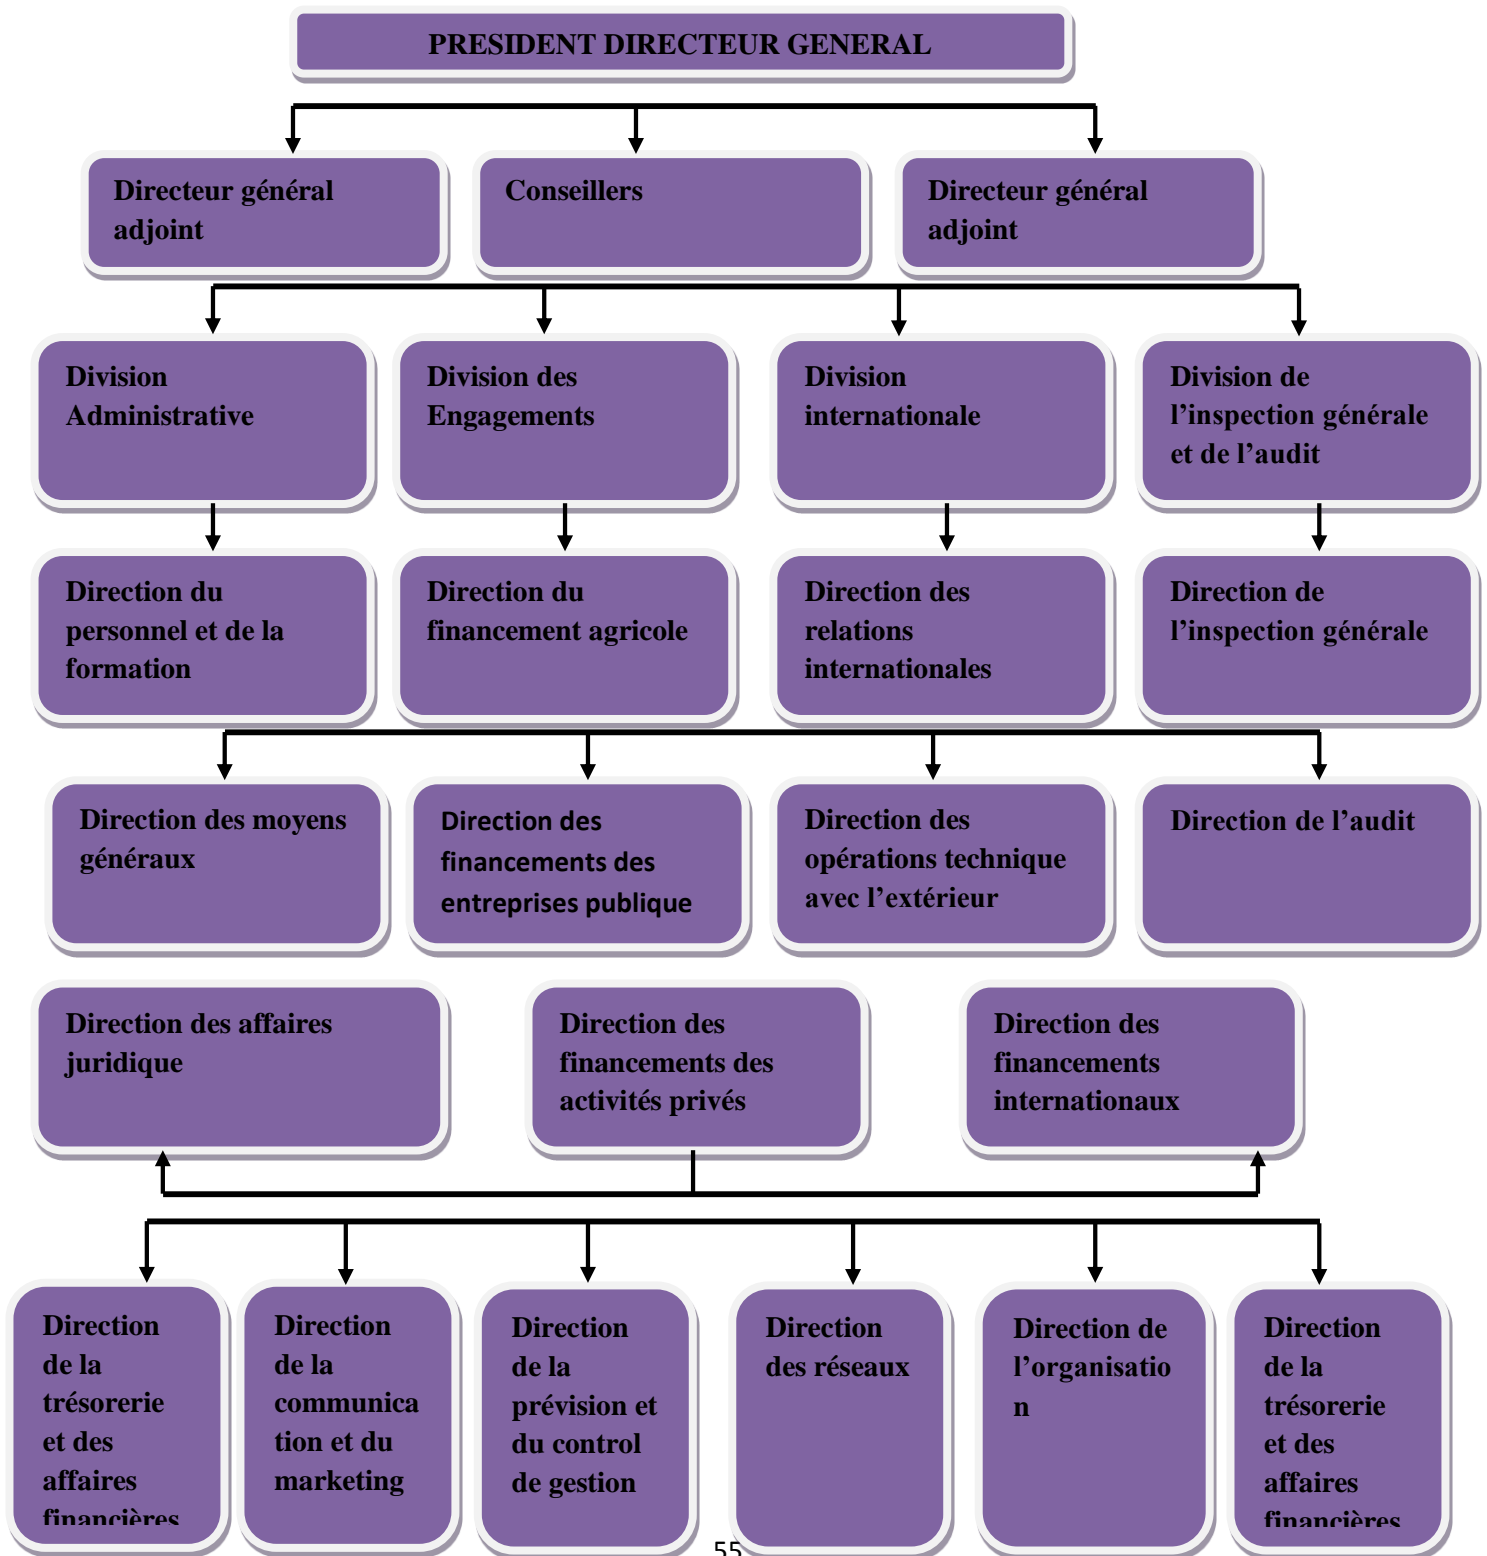 PRESIDENT DIRECTEUR GENERAL
Directeur général
adjoint
Conseillers
Directeur général
adjoint
Division
Administrative
Division des
Engagements
Division
internationale
Division de
l’inspection générale
et de l’audit
Direction du
personnel et de la
formation
Direction du
financement agricole
Direction des
relations
internationales
Direction de
l’inspection générale
Direction des moyens
généraux
Direction des
financements des
entreprises publique
Direction des
opérations technique
avec l’extérieur
Direction de l’audit
Direction des affaires
juridique
Direction des
financements des
activités privés
Direction des
financements
internationaux
Direction
de la
trésorerie
et des
affaires
financières
Direction
de la
communica
tion et du
marketing
Direction
de la
prévision et
du control
de gestion
Direction
des réseaux
Direction de
l’organisatio
n
Direction
de la
trésorerie
et des
affaires
financières
55